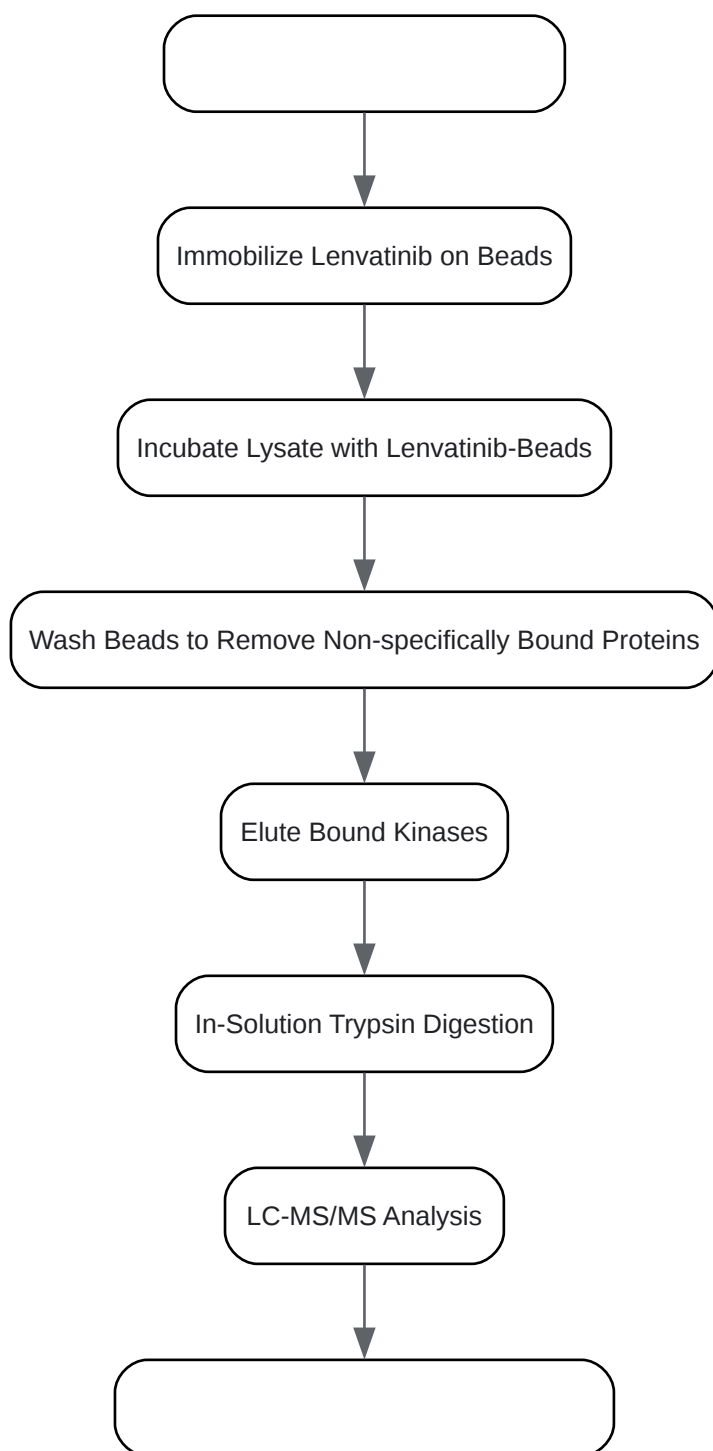 Immobilize Lenvatinib on Beads
Incubate Lysate with Lenvatinib-Beads
Wash Beads to Remove Non-specifically Bound Proteins
Elute Bound Kinases
In-Solution Trypsin Digestion
LC-MS/MS Analysis